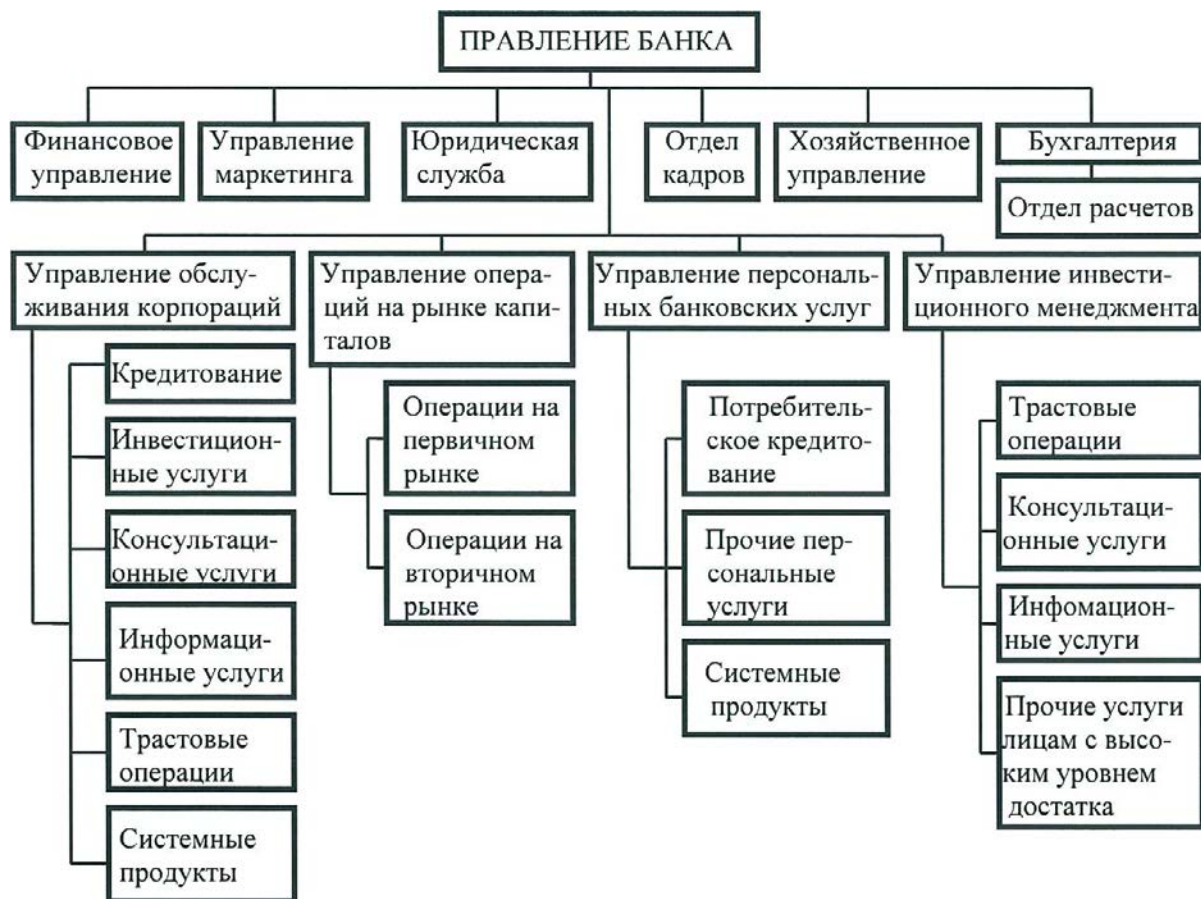 ПРАВЛЕНИЕ БАНКА
Финансовое
управление
Управление
маркетинга
Юридическая
служба
Отдел
кадров
Хозяйственное
управление
Бухгалтерия
Отдел расчетов
Управление обслу-
живания корпораций
Управление опера-
ций на рынке капи-
талов
Управление персональ-
ных банковских услуг
Управление инвести-
ционного менеджмента
Кредитование
Инвестицион-
ные услуги
Консультаци-
онные услуги
Информаци-
онные услуги
Трастовые
операции
Системные
продукты
Операции на
первичном
рынке
Операции на
вторичном
рынке
Потребитель-
ское кредито-
вание
Прочие пер-
сональные
услуги
Системные
продукты
Трастовые
операции
Консультаци-
онные услуги
Инфомацион-
ные услуги
Прочие услуги
лицам с высо-
ким уровнем
достатка